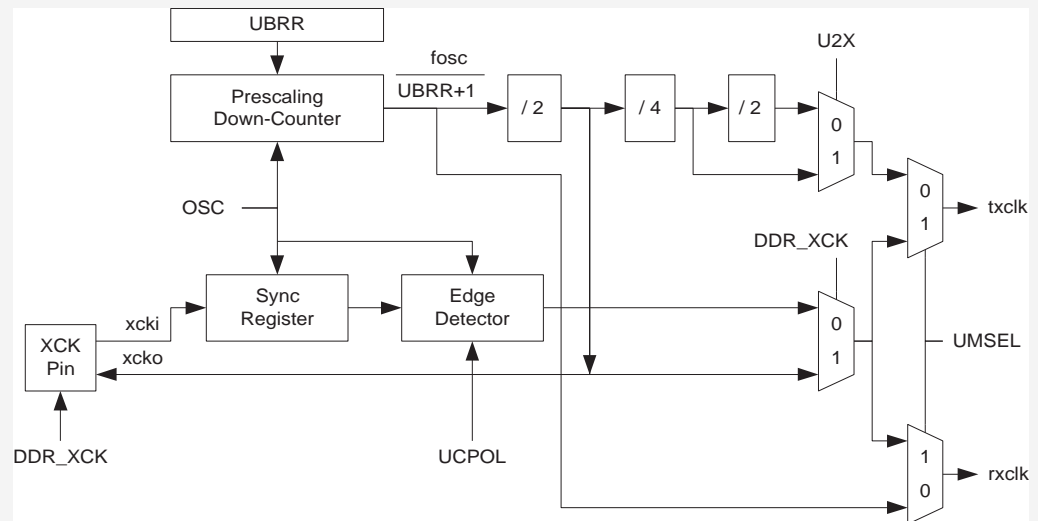 UBRR
U2X
fosc
UBRR+1
Prescaling
Down-Counter
/ 2
/ 4
/ 2
0
1
OSC
0
1
txclk
DDR_XCK
Sync
Register
Edge
Detector
xcki
XCK
Pin
xcko
0
1
UMSEL
DDR_XCK
UCPOL
1
0
rxclk